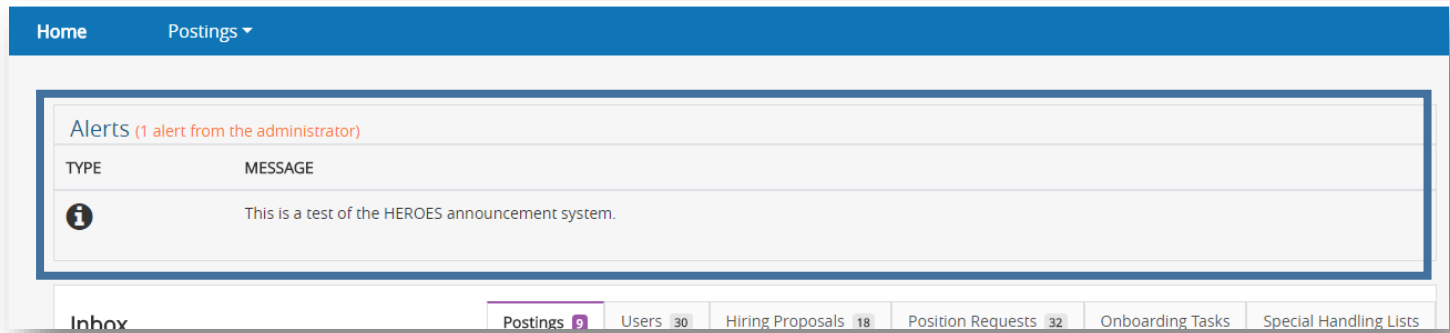 Home Postings
Alerts (1 alert from the administrator)
TYPE MESSAGE
This is a test of the HEROES announcement system.
Inbox Postings 9 Users 30 Hiring Proposals 18 Position Requests 32 Onboarding Tasks Special Handling Lists